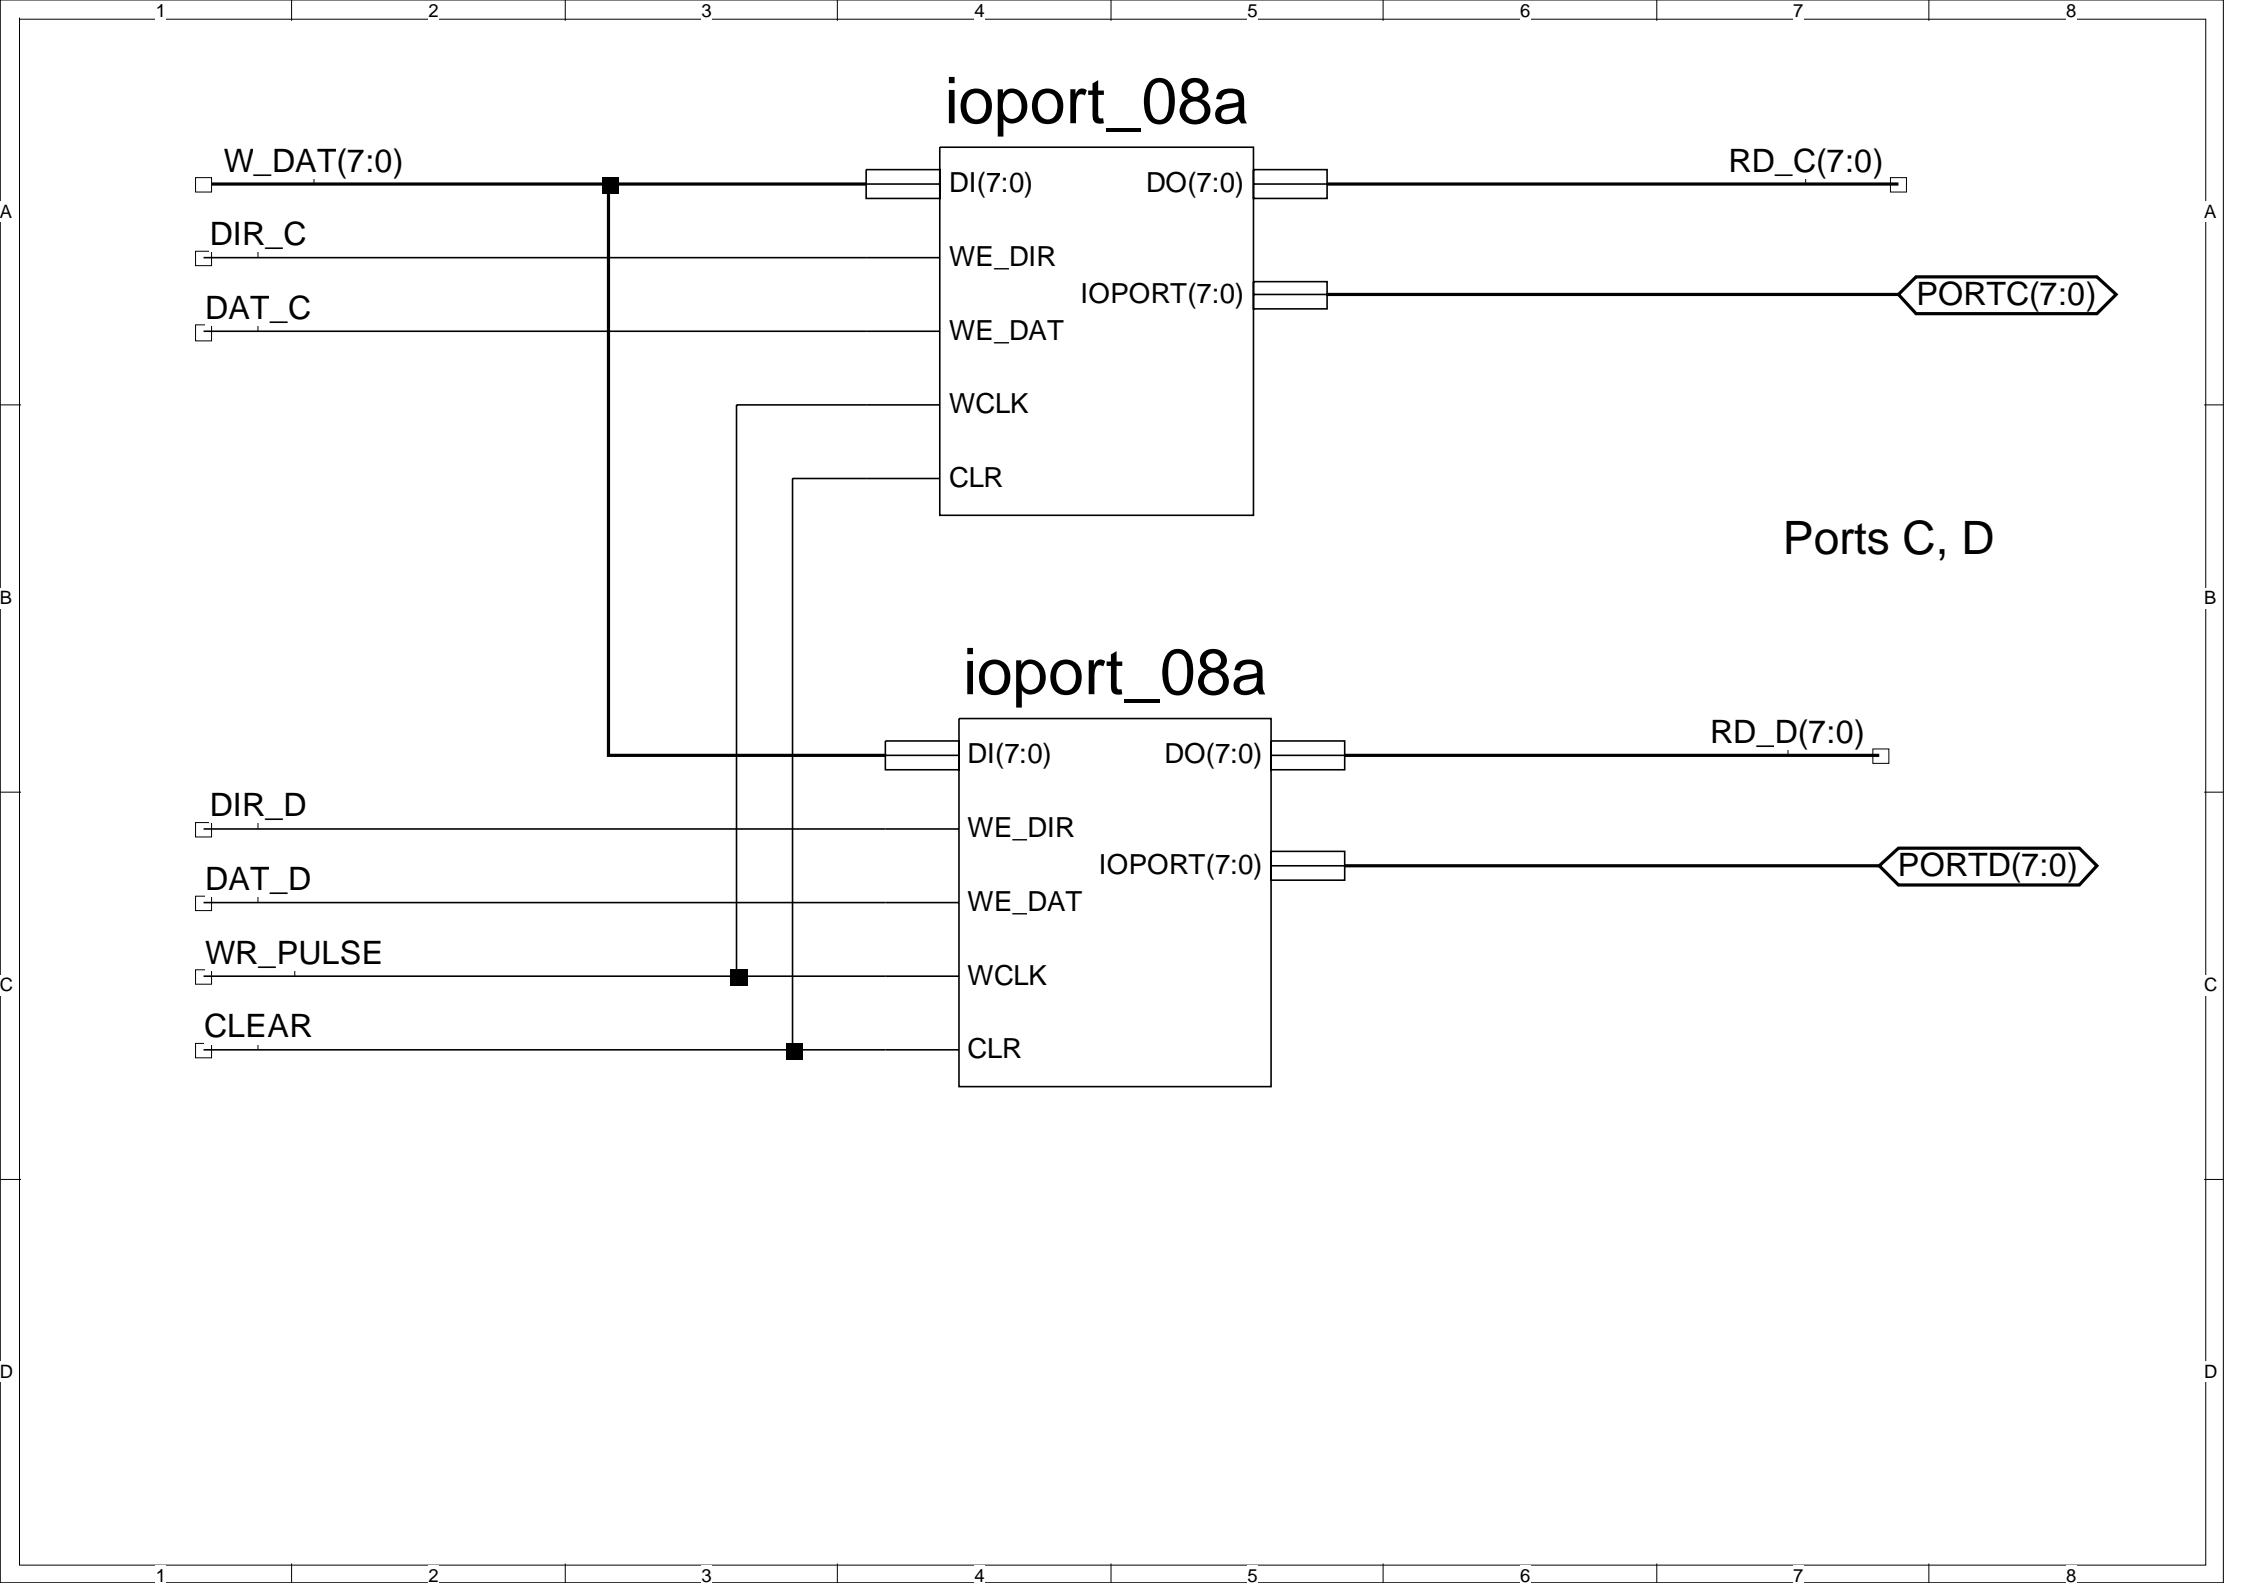 1 2 3 4 5 6 7 8
ioport_08a
W_DAT(7:0)
DI(7:0)
DO(7:0)
RD_C(7:0)
A
A
DIR_C
WE_DIR
IOPORT(7:0)
PORTC(7:0)
DAT_C
WE_DAT
WCLK
CLR
Ports C, D
B
B
ioport_08a
DI(7:0)
DO(7:0)
RD_D(7:0)
DIR_D
WE_DIR
IOPORT(7:0)
PORTD(7:0)
DAT_D
WE_DAT
WR_PULSE
WCLK
C
C
CLEAR
CLR
D
D
1 2 3 4 5 6 7 8